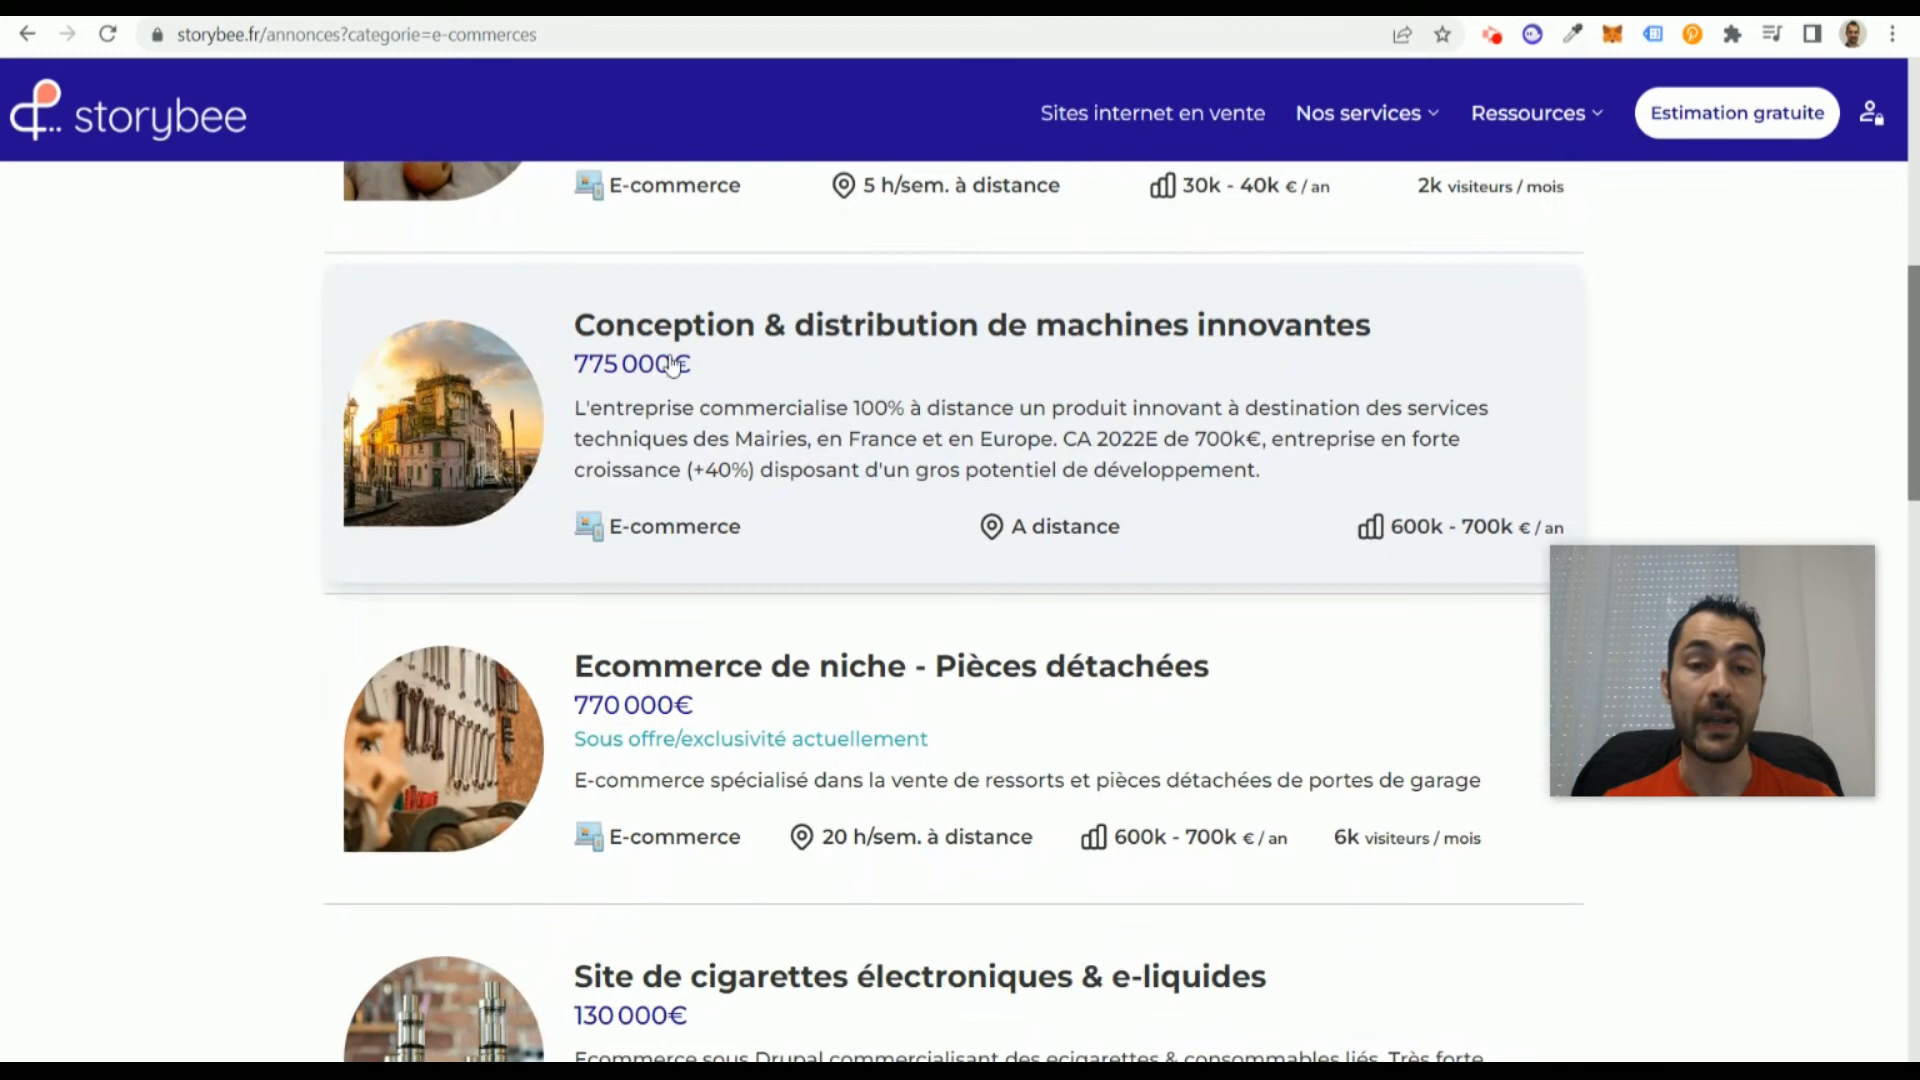 storybee.fr/annonces?categorie=e-commerces
storybee
Sites internet en vente
Nos services
Ressources
Estimation gratuite
E-commerce
5 h/sem. à distance
30k - 40k € / an
2k visiteurs / mois
Conception & distribution de machines innovantes
775 000€
L'entreprise commercialise 100% à distance un produit innovant à destination des services
techniques des Mairies, en France et en Europe. CA 2022E de 700k€, entreprise en forte
croissance (+40%) disposant d'un gros potentiel de développement.
E-commerce
A distance
600k - 700k € / an
Ecommerce de niche - Pièces détachées
770 000€
Sous offre/exclusivité actuellement
E-commerce spécialisé dans la vente de ressorts et pièces détachées de portes de garage
E-commerce
20 h/sem. à distance
600k - 700k € / an
6k visiteurs / mois
Site de cigarettes électroniques & e-liquides
130 000€
Ecommerce sous Drupal commercialisant des ecigarettes & consommables liés. Très forte